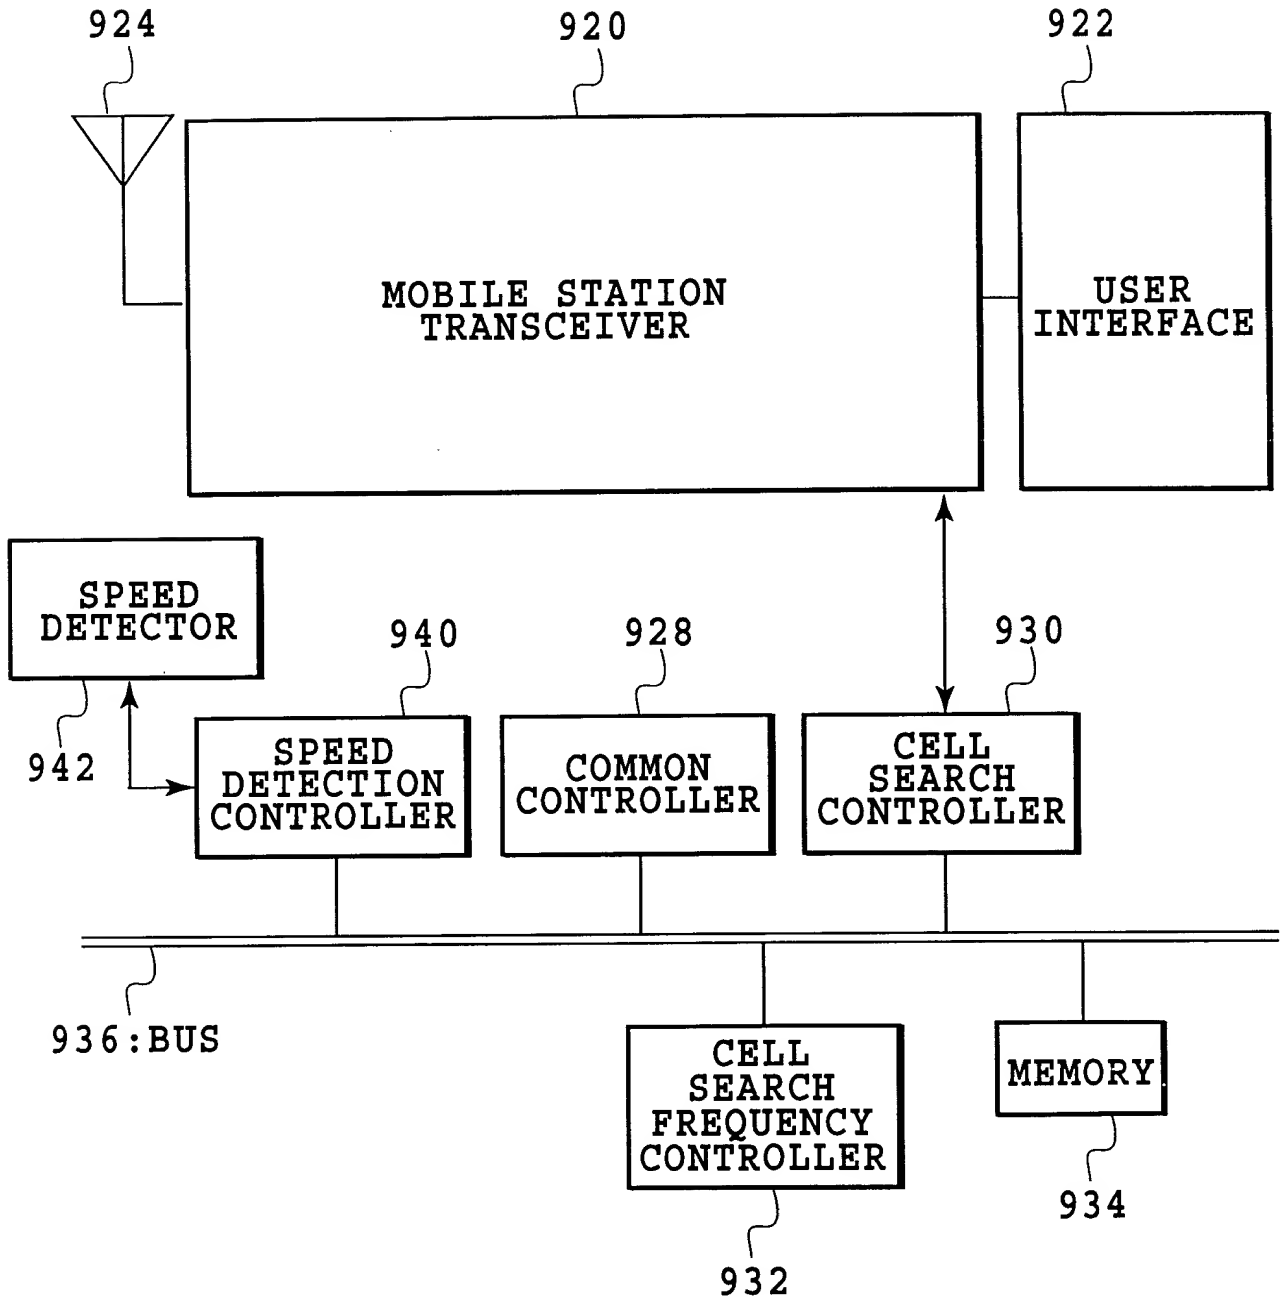 924
920
922
MOBILE STATION
TRANSCEIVER
USER
INTERFACE
SPEED
DETECTOR
942
940
928
930
SPEED
DETECTION
CONTROLLER
COMMON
CONTROLLER
CELL
SEARCH
CONTROLLER
936:BUS
CELL
SEARCH
FREQUENCY
CONTROLLER
MEMORY
934
932